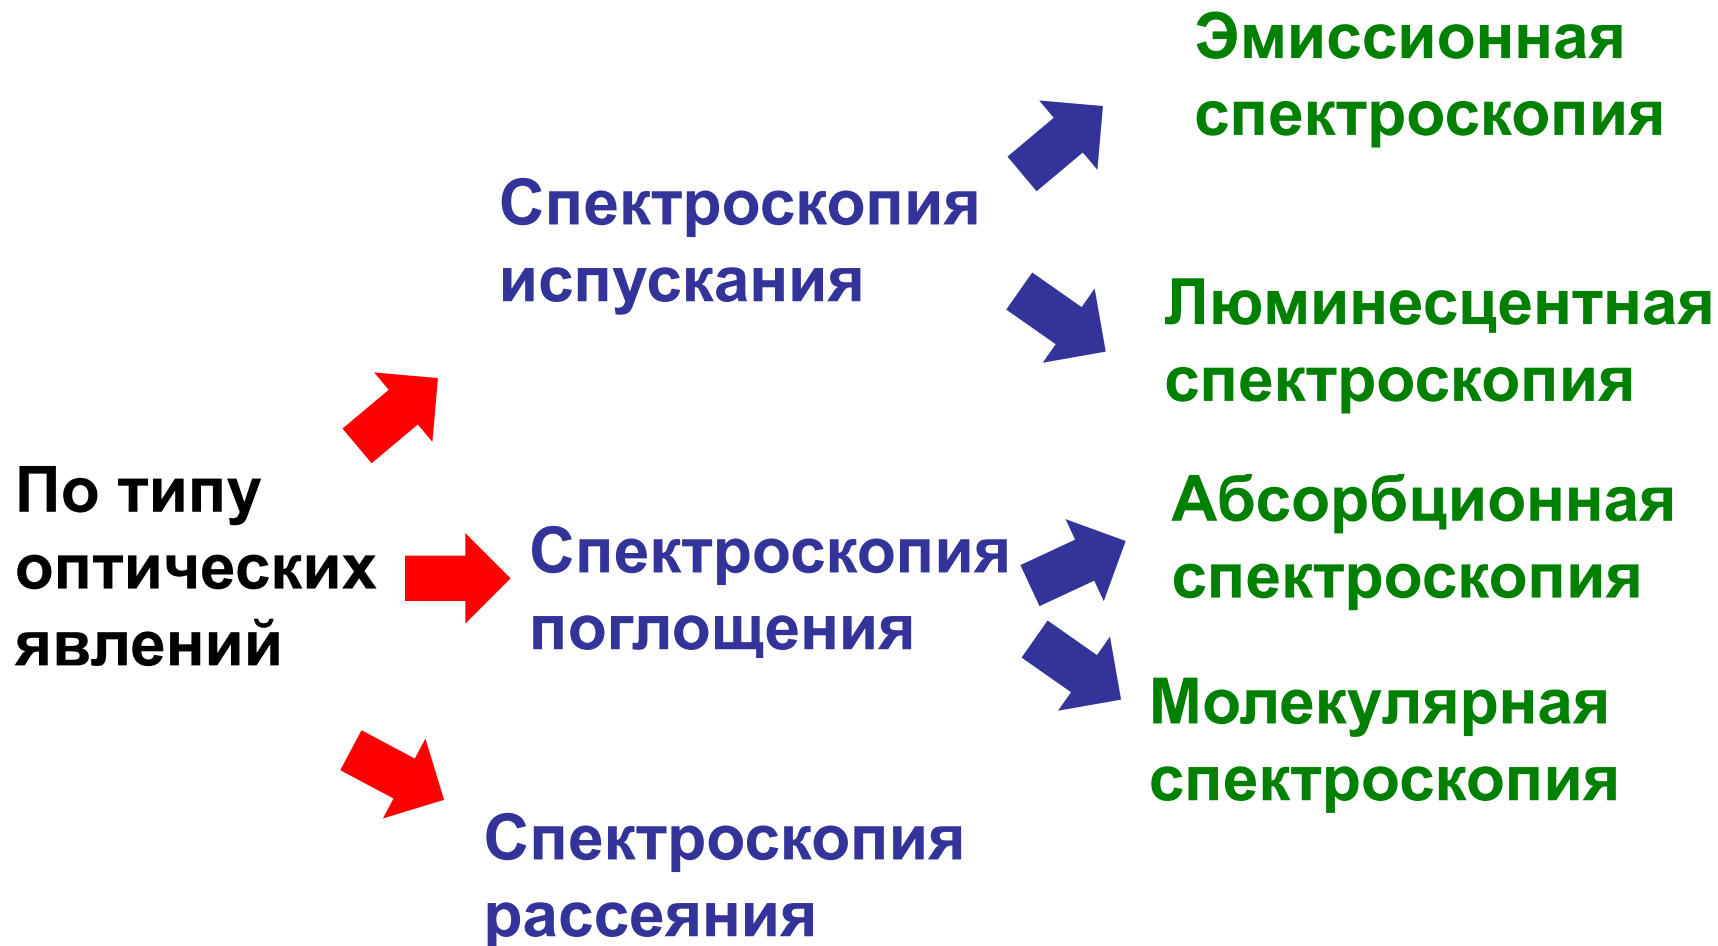 По типу
оптических
явлений
Спектроскопия
испускания
Эмиссионная
спектроскопия
Люминесцентная
спектроскопия
Спектроскопия
поглощения
Абсорбционная
спектроскопия
Молекулярная
спектроскопия
Спектроскопия
рассеяния